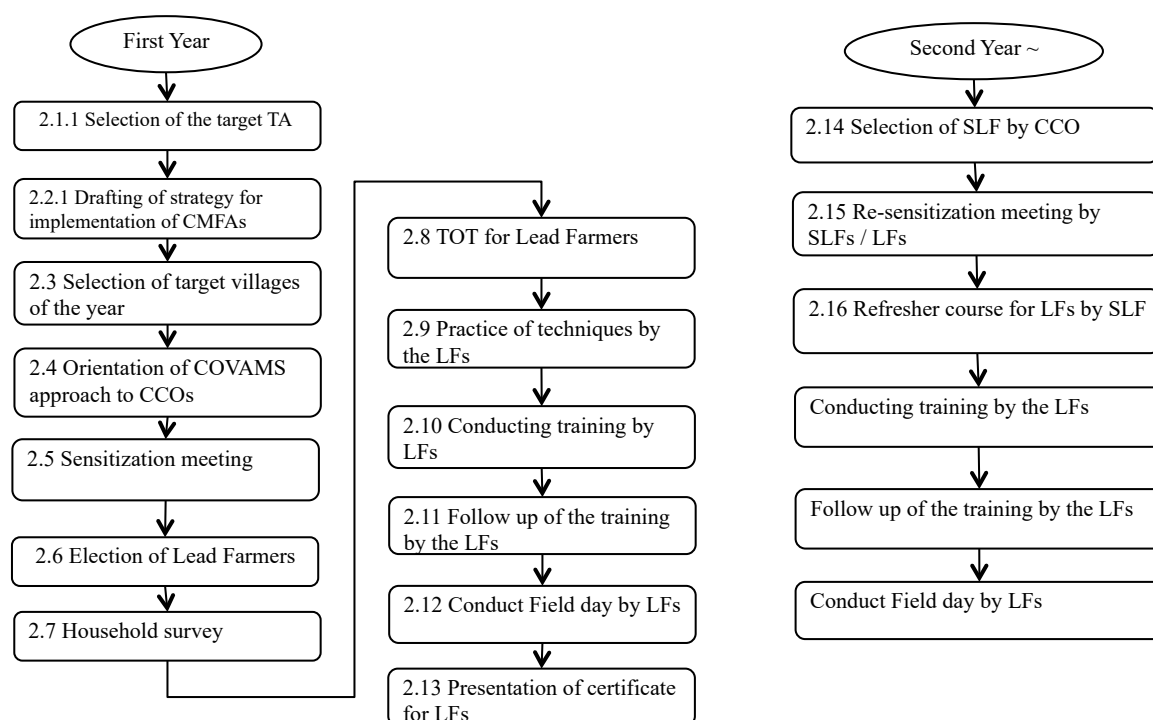 First Year
2.1.1 Selection of the target TA
2.2.1 Drafting of strategy for
implementation of CMFAs
2.3 Selection of target villages
of the year
2.4 Orientation of COVAMS
approach to CCOs
2.5 Sensitization meeting
2.6 Election of Lead Farmers
2.7 Household survey
2.8 TOT for Lead Farmers
2.9 Practice of techniques by
the LFs
2.10 Conducting training by
LFs
2.11 Follow up of the training
by the LFs
2.12 Conduct Field day by LFs
2.13 Presentation of certificate
for LFs
Second Year ~
2.14 Selection of SLF by CCO
2.15 Re-sensitization meeting by
SLFs / LFs
2.16 Refresher course for LFs by SLF
Conducting training by the LFs
Follow up of the training by the LFs
Conduct Field day by LFs